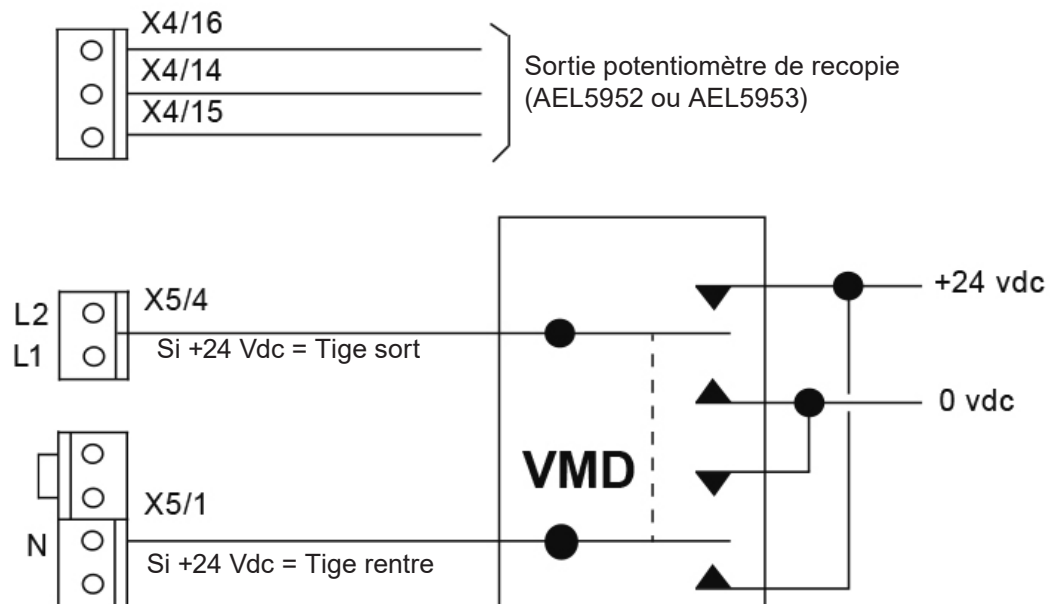 X4/16
X4/14
X4/15
Sortie potentiomètre de recopie
(AEL5952 ou AEL5953)
+24 vdc
L2
X5/4
L1
Si +24 Vdc = Tige sort
0 vdc
VMD
X5/1
N
Si +24 Vdc = Tige rentre